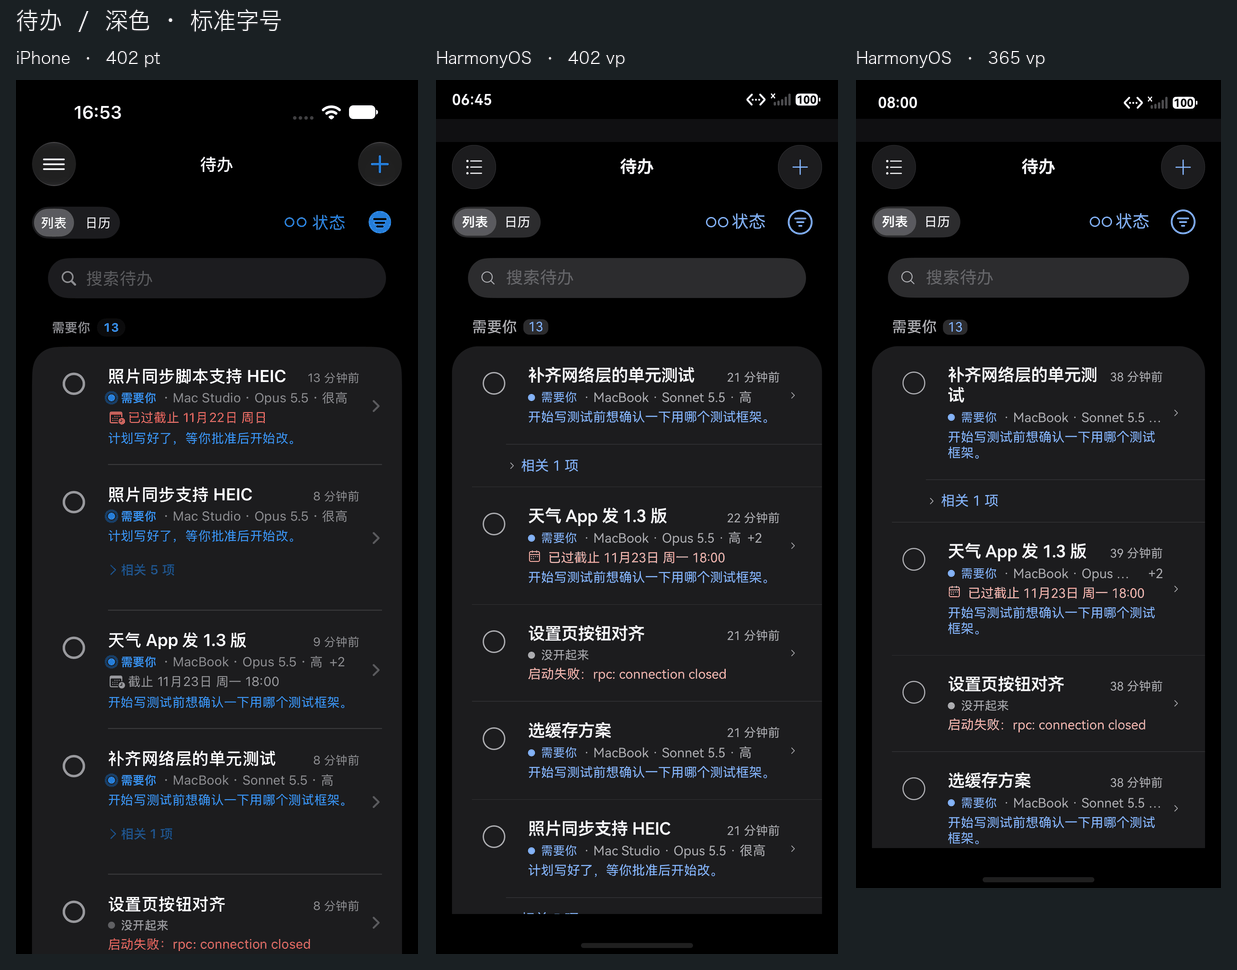 待办 / 深色 · 标准字号
iPhone · 402 pt
16:53
待办
列表 日历
状态
搜索待办
需要你 13
照片同步脚本支持 HEIC 13 分钟前
需要你 · Mac Studio · Opus 5.5 · 很高
已过截止 11月22日 周日
计划写好了，等你批准后开始改。
照片同步支持 HEIC 8 分钟前
需要你 · Mac Studio · Opus 5.5 · 很高
计划写好了，等你批准后开始改。
相关 5 项
天气 App 发 1.3 版 9 分钟前
需要你 · MacBook · Opus 5.5 · 高 +2
截止 11月23日 周一 18:00
开始写测试前想确认一下用哪个测试框架。
补齐网络层的单元测试 8 分钟前
需要你 · MacBook · Sonnet 5.5 · 高
开始写测试前想确认一下用哪个测试框架。
相关 1 项
设置页按钮对齐 8 分钟前
没开起来
启动失败：rpc: connection closed
HarmonyOS · 402 vp
06:45 100
待办
列表 日历
状态
搜索待办
需要你 13
补齐网络层的单元测试 21 分钟前
需要你 · MacBook · Sonnet 5.5 · 高
开始写测试前想确认一下用哪个测试框架。
相关 1 项
天气 App 发 1.3 版 22 分钟前
需要你 · MacBook · Opus 5.5 · 高 +2
已过截止 11月23日 周一 18:00
开始写测试前想确认一下用哪个测试框架。
设置页按钮对齐 21 分钟前
没开起来
启动失败：rpc: connection closed
选缓存方案 21 分钟前
需要你 · MacBook · Sonnet 5.5 · 高
开始写测试前想确认一下用哪个测试框架。
照片同步支持 HEIC 21 分钟前
需要你 · Mac Studio · Opus 5.5 · 很高
计划写好了，等你批准后开始改。
HarmonyOS · 365 vp
08:00 100
待办
列表 日历
状态
搜索待办
需要你 13
补齐网络层的单元测 38 分钟前
试
需要你 · MacBook · Sonnet 5.5 ...
开始写测试前想确认一下用哪个测试
框架。
相关 1 项
天气 App 发 1.3 版 39 分钟前
需要你 · MacBook · Opus ... +2
已过截止 11月23日 周一 18:00
开始写测试前想确认一下用哪个测试
框架。
设置页按钮对齐 38 分钟前
没开起来
启动失败：rpc: connection closed
选缓存方案 38 分钟前
需要你 · MacBook · Sonnet 5.5 ...
开始写测试前想确认一下用哪个测试
框架。